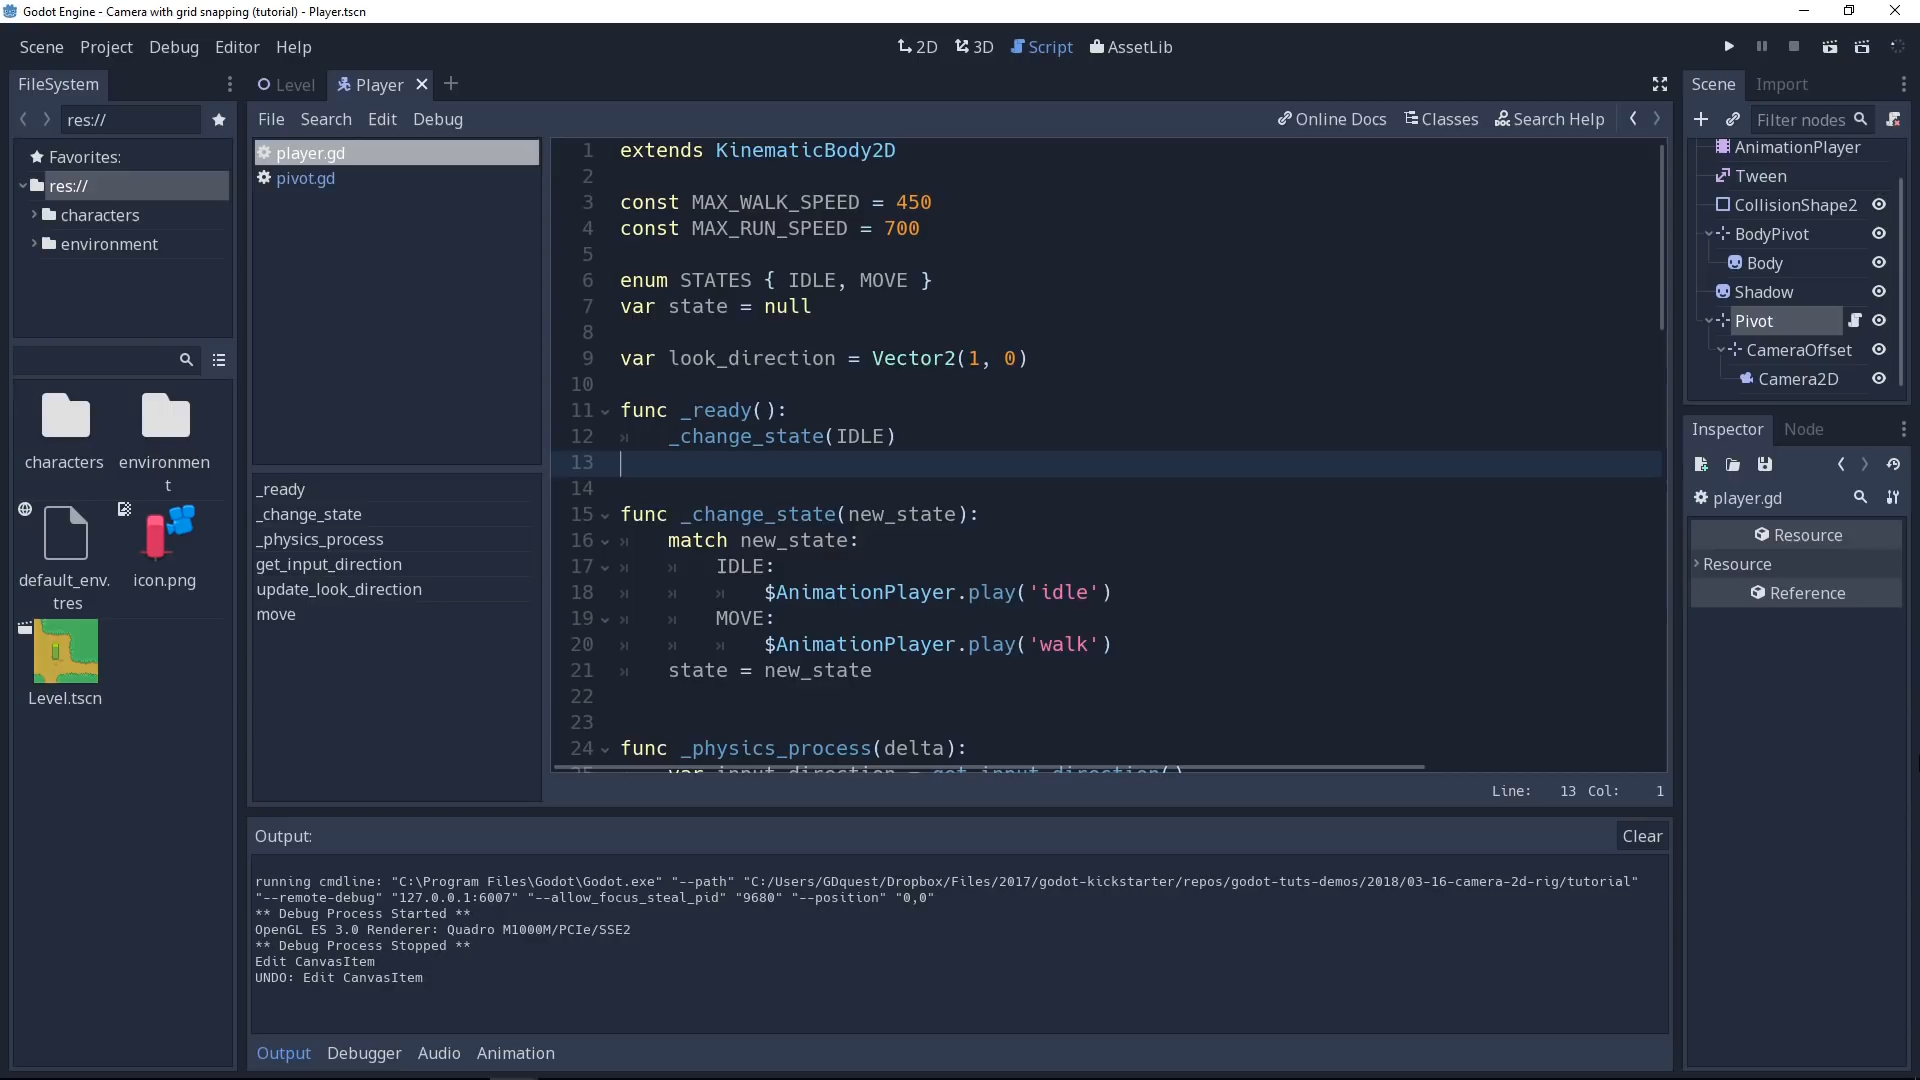 Godot Engine - Camera with grid snapping (tutorial) - Player.tscn
Scene Project Debug Editor Help
2D 3D Script AssetLib
FileSystem
Level Player
Scene Import
res://
File Search Edit Debug
Online Docs Classes Search Help
Filter nodes
Favorites:
res://
characters
environment
player.gd
pivot.gd
1 extends KinematicBody2D
2
3 const MAX_WALK_SPEED = 450
4 const MAX_RUN_SPEED = 700
5
6 enum STATES { IDLE, MOVE }
7 var state = null
8
9 var look_direction = Vector2(1, 0)
10
11 func _ready():
12 _change_state(IDLE)
13
14
15 func _change_state(new_state):
16 match new_state:
17 IDLE:
18 $AnimationPlayer.play('idle')
19 MOVE:
20 $AnimationPlayer.play('walk')
21 state = new_state
22
23
24 func _physics_process(delta):
25 var input_direction = get_input_direction()
Line: 13 Col: 1
AnimationPlayer
Tween
CollisionShape2
BodyPivot
Body
Shadow
Pivot
CameraOffset
Camera2D
Inspector Node
player.gd
Resource
Resource
Reference
characters
environmen
t
default_env.
tres
icon.png
Level.tscn
_ready
_change_state
_physics_process
get_input_direction
update_look_direction
move
Output:
Clear
running cmdline: "C:\Program Files\Godot\Godot.exe" "--path" "C:/Users/GDquest/Dropbox/Files/2017/godot-kickstarter/repos/godot-tuts-demos/2018/03-16-camera-2d-rig/tutorial"
"--remote-debug" "127.0.0.1:6007" "--allow_focus_steal_pid" "9680" "--position" "0,0"
** Debug Process Started **
OpenGL ES 3.0 Renderer: Quadro M1000M/PCIe/SSE2
** Debug Process Stopped **
Edit CanvasItem
UNDO: Edit CanvasItem
Output Debugger Audio Animation